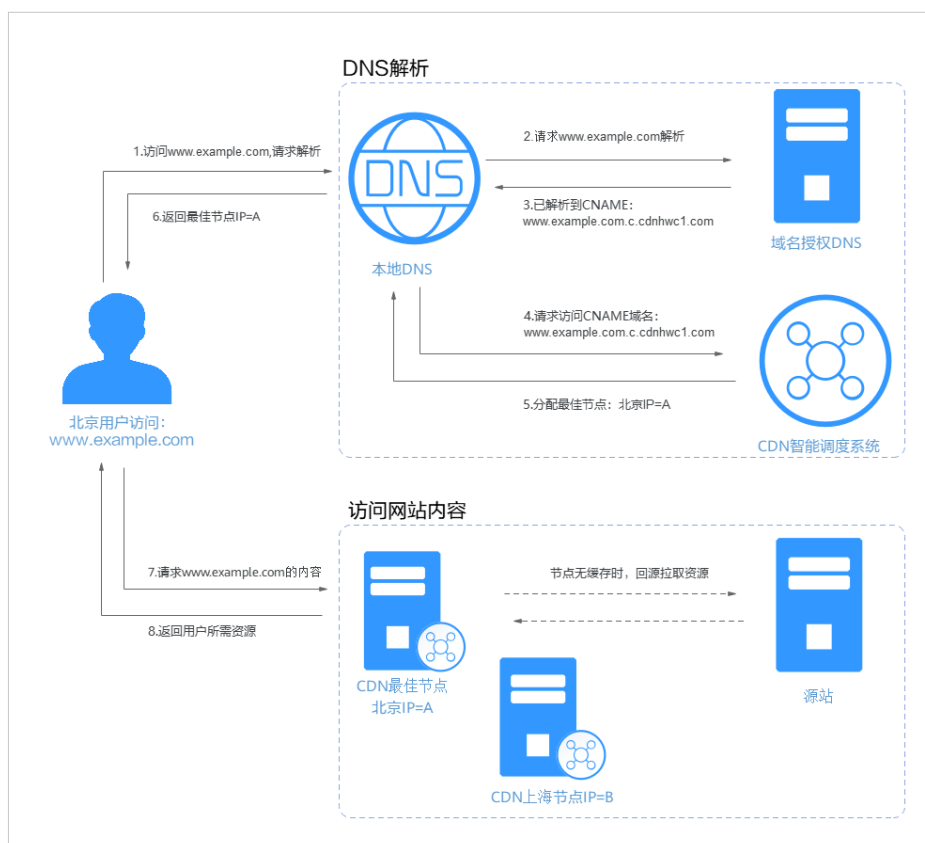 DNS解析
1.访问www.example.com,请求解析
2.请求www.example.com解析
DNS
3.已解析到CNAME：
www.example.com.c.cdnhwc1.com
6.返回最佳节点IP=A
域名授权DNS
本地DNS
4.请求访问CNAME域名：
www.example.com.c.cdnhwc1.com
5.分配最佳节点：北京IP=A
北京用户访问：
www.example.com
CDN智能调度系统
访问网站内容
7.请求www.example.com的内容
节点无缓存时，回源拉取资源
8.返回用户所需资源
CDN最佳节点
北京IP=A
源站
CDN上海节点IP=B